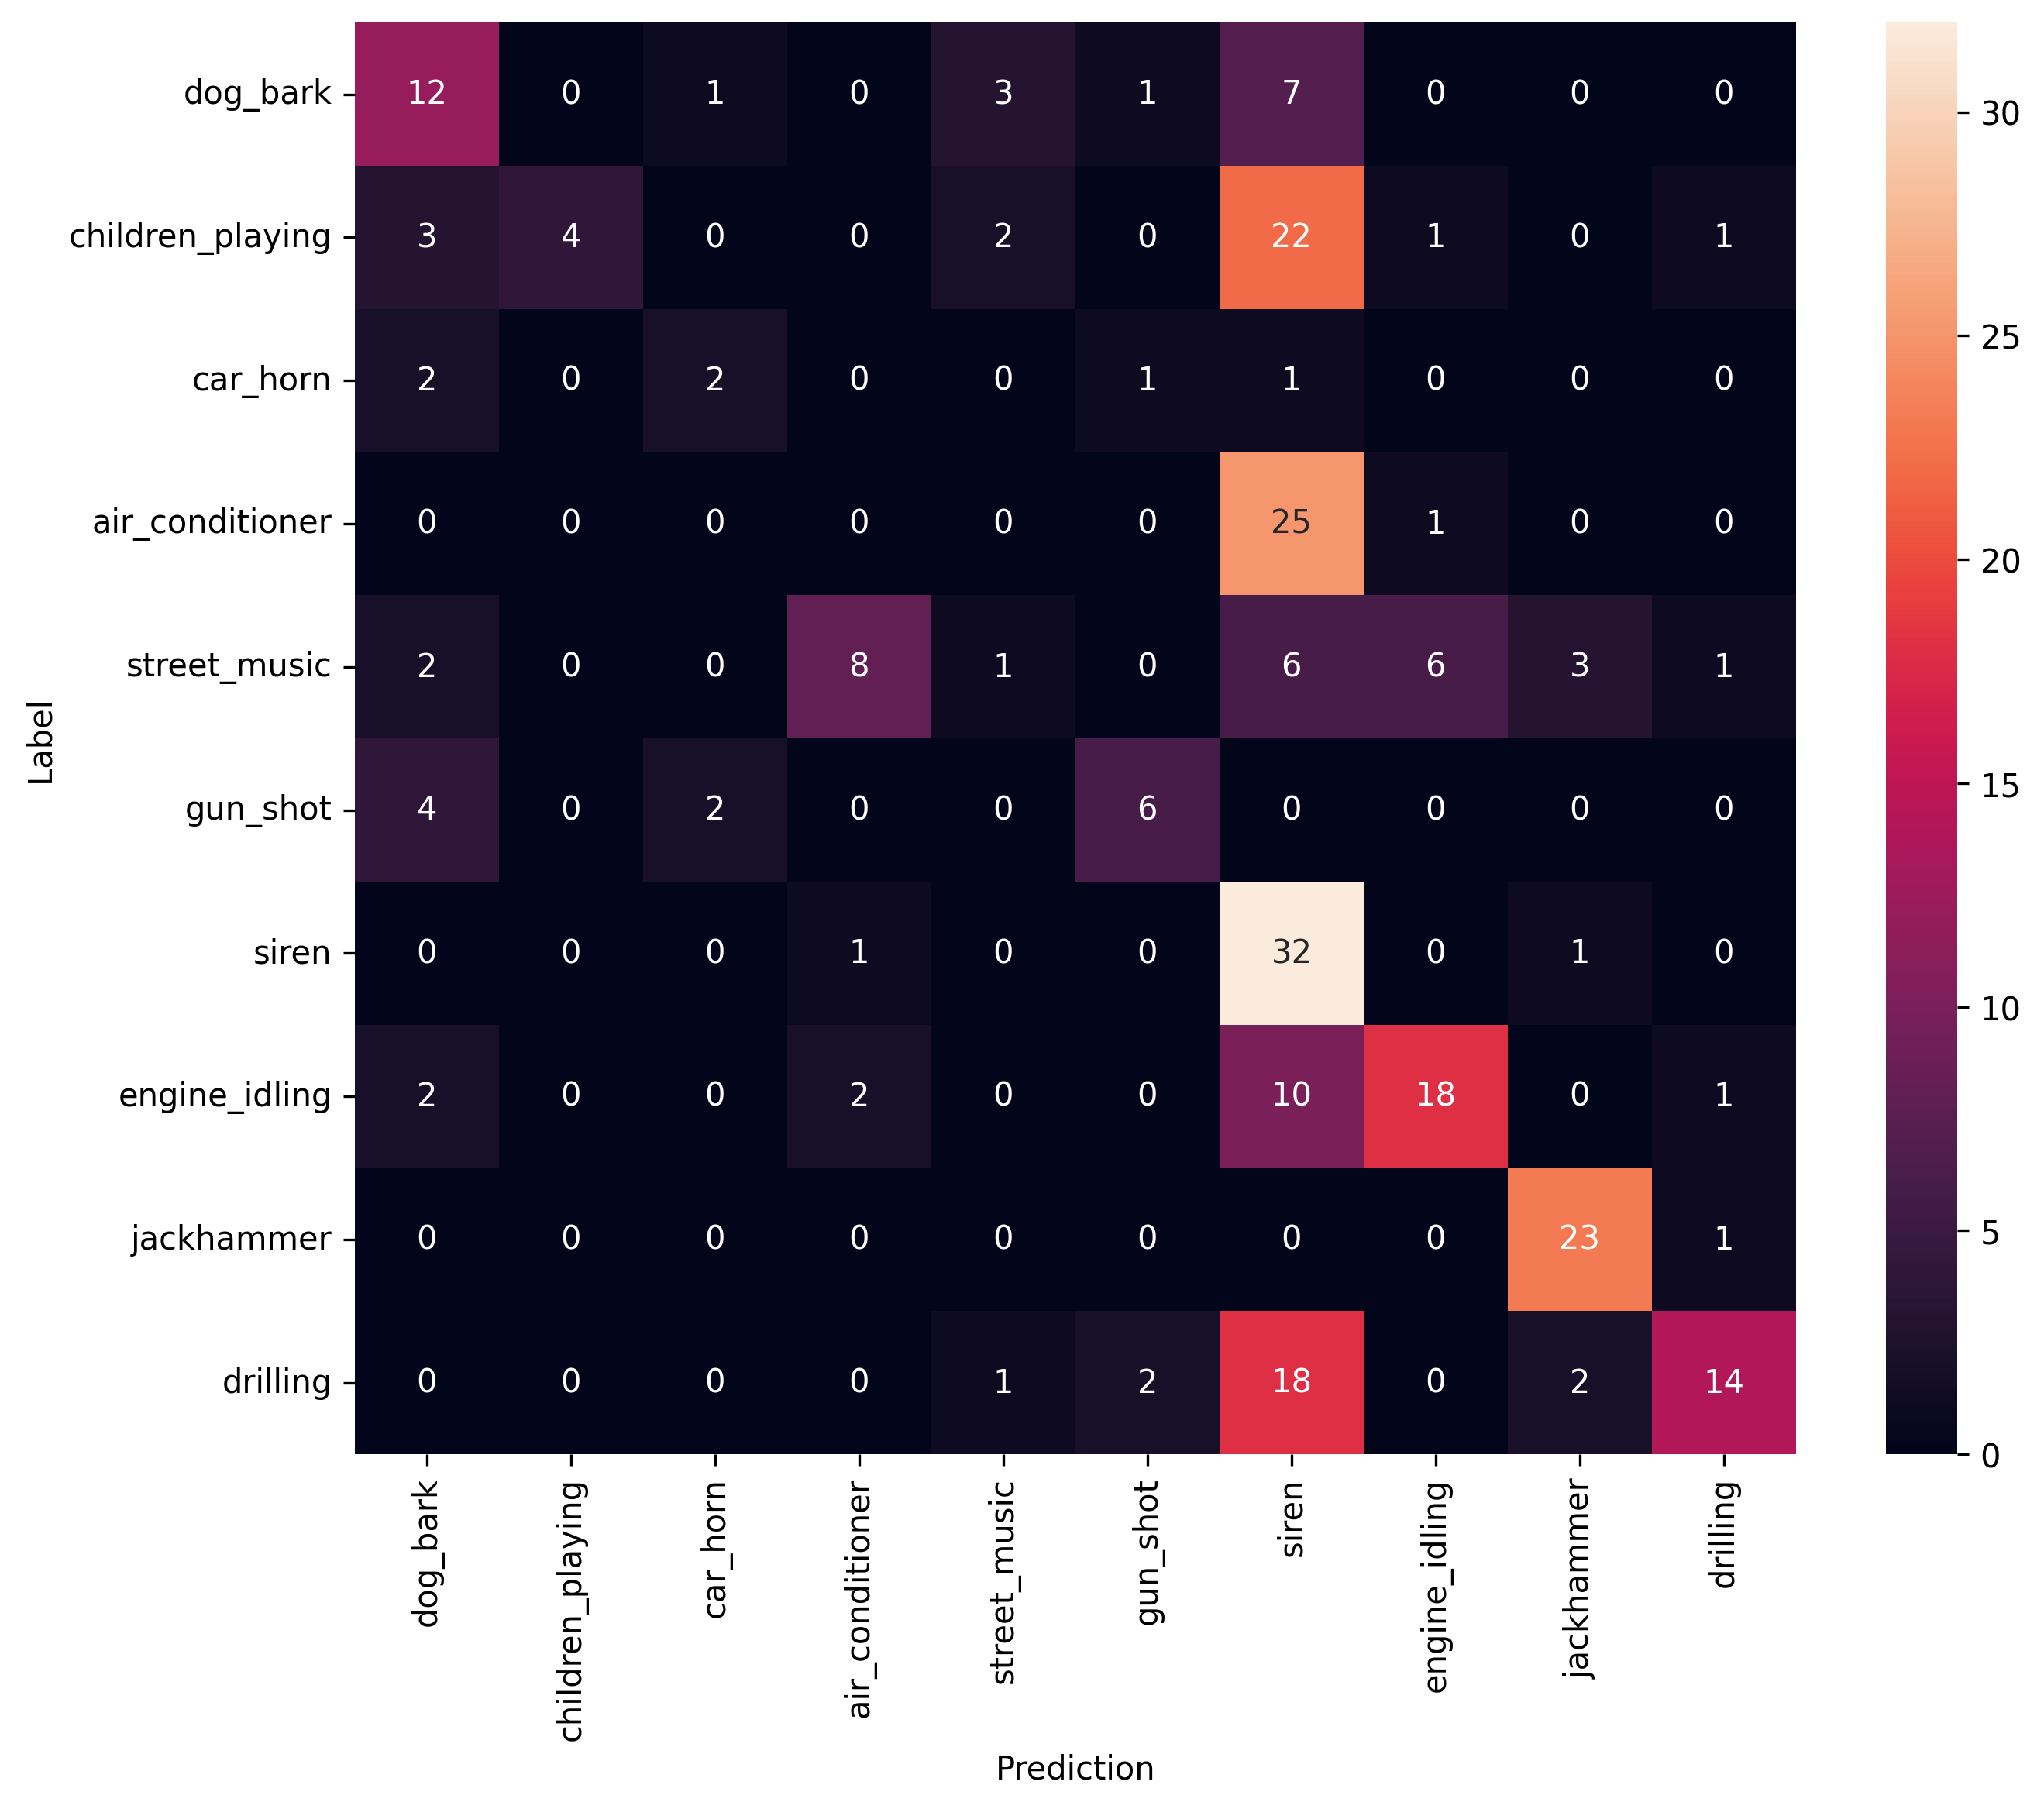 dog_bark 12 0 1 0 3 1 7 0 0 0
children_playing 3 4 0 0 2 0 22 1 0 1
car_horn 2 0 2 0 0 1 1 0 0 0
air_conditioner 0 0 0 0 0 0 25 1 0 0
street_music 2 0 0 8 1 0 6 6 3 1
gun_shot 4 0 2 0 0 6 0 0 0 0
siren 0 0 0 1 0 0 32 0 1 0
engine_idling 2 0 0 2 0 0 10 18 0 1
jackhammer 0 0 0 0 0 0 0 0 23 1
drilling 0 0 0 0 1 2 18 0 2 14
Label
dog_bark
children_playing
car_horn
air_conditioner
street_music
gun_shot
siren
engine_idling
jackhammer
drilling
Prediction
30
25
20
15
10
5
0